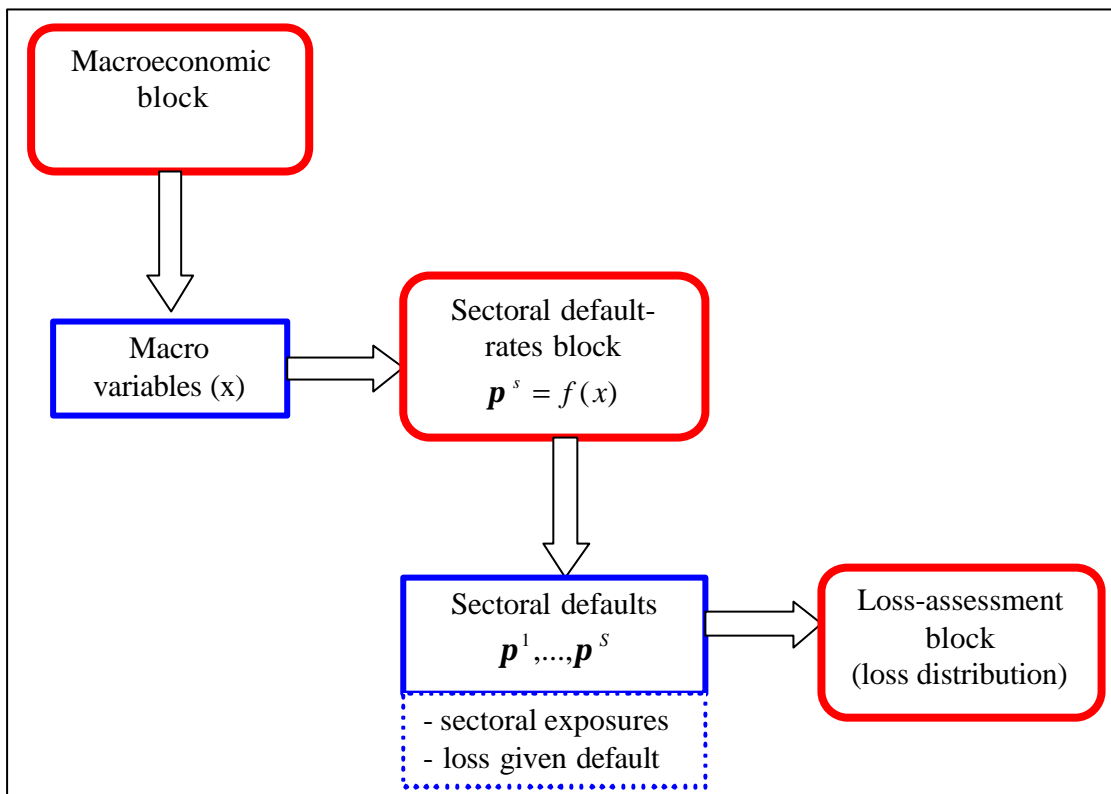 Macroeconomic
block
Macro
variables (x)
Sectoral default-
rates block
p^s = f(x)
Sectoral defaults
p^1,...,p^S
- sectoral exposures
- loss given default
Loss-assessment
block
(loss distribution)